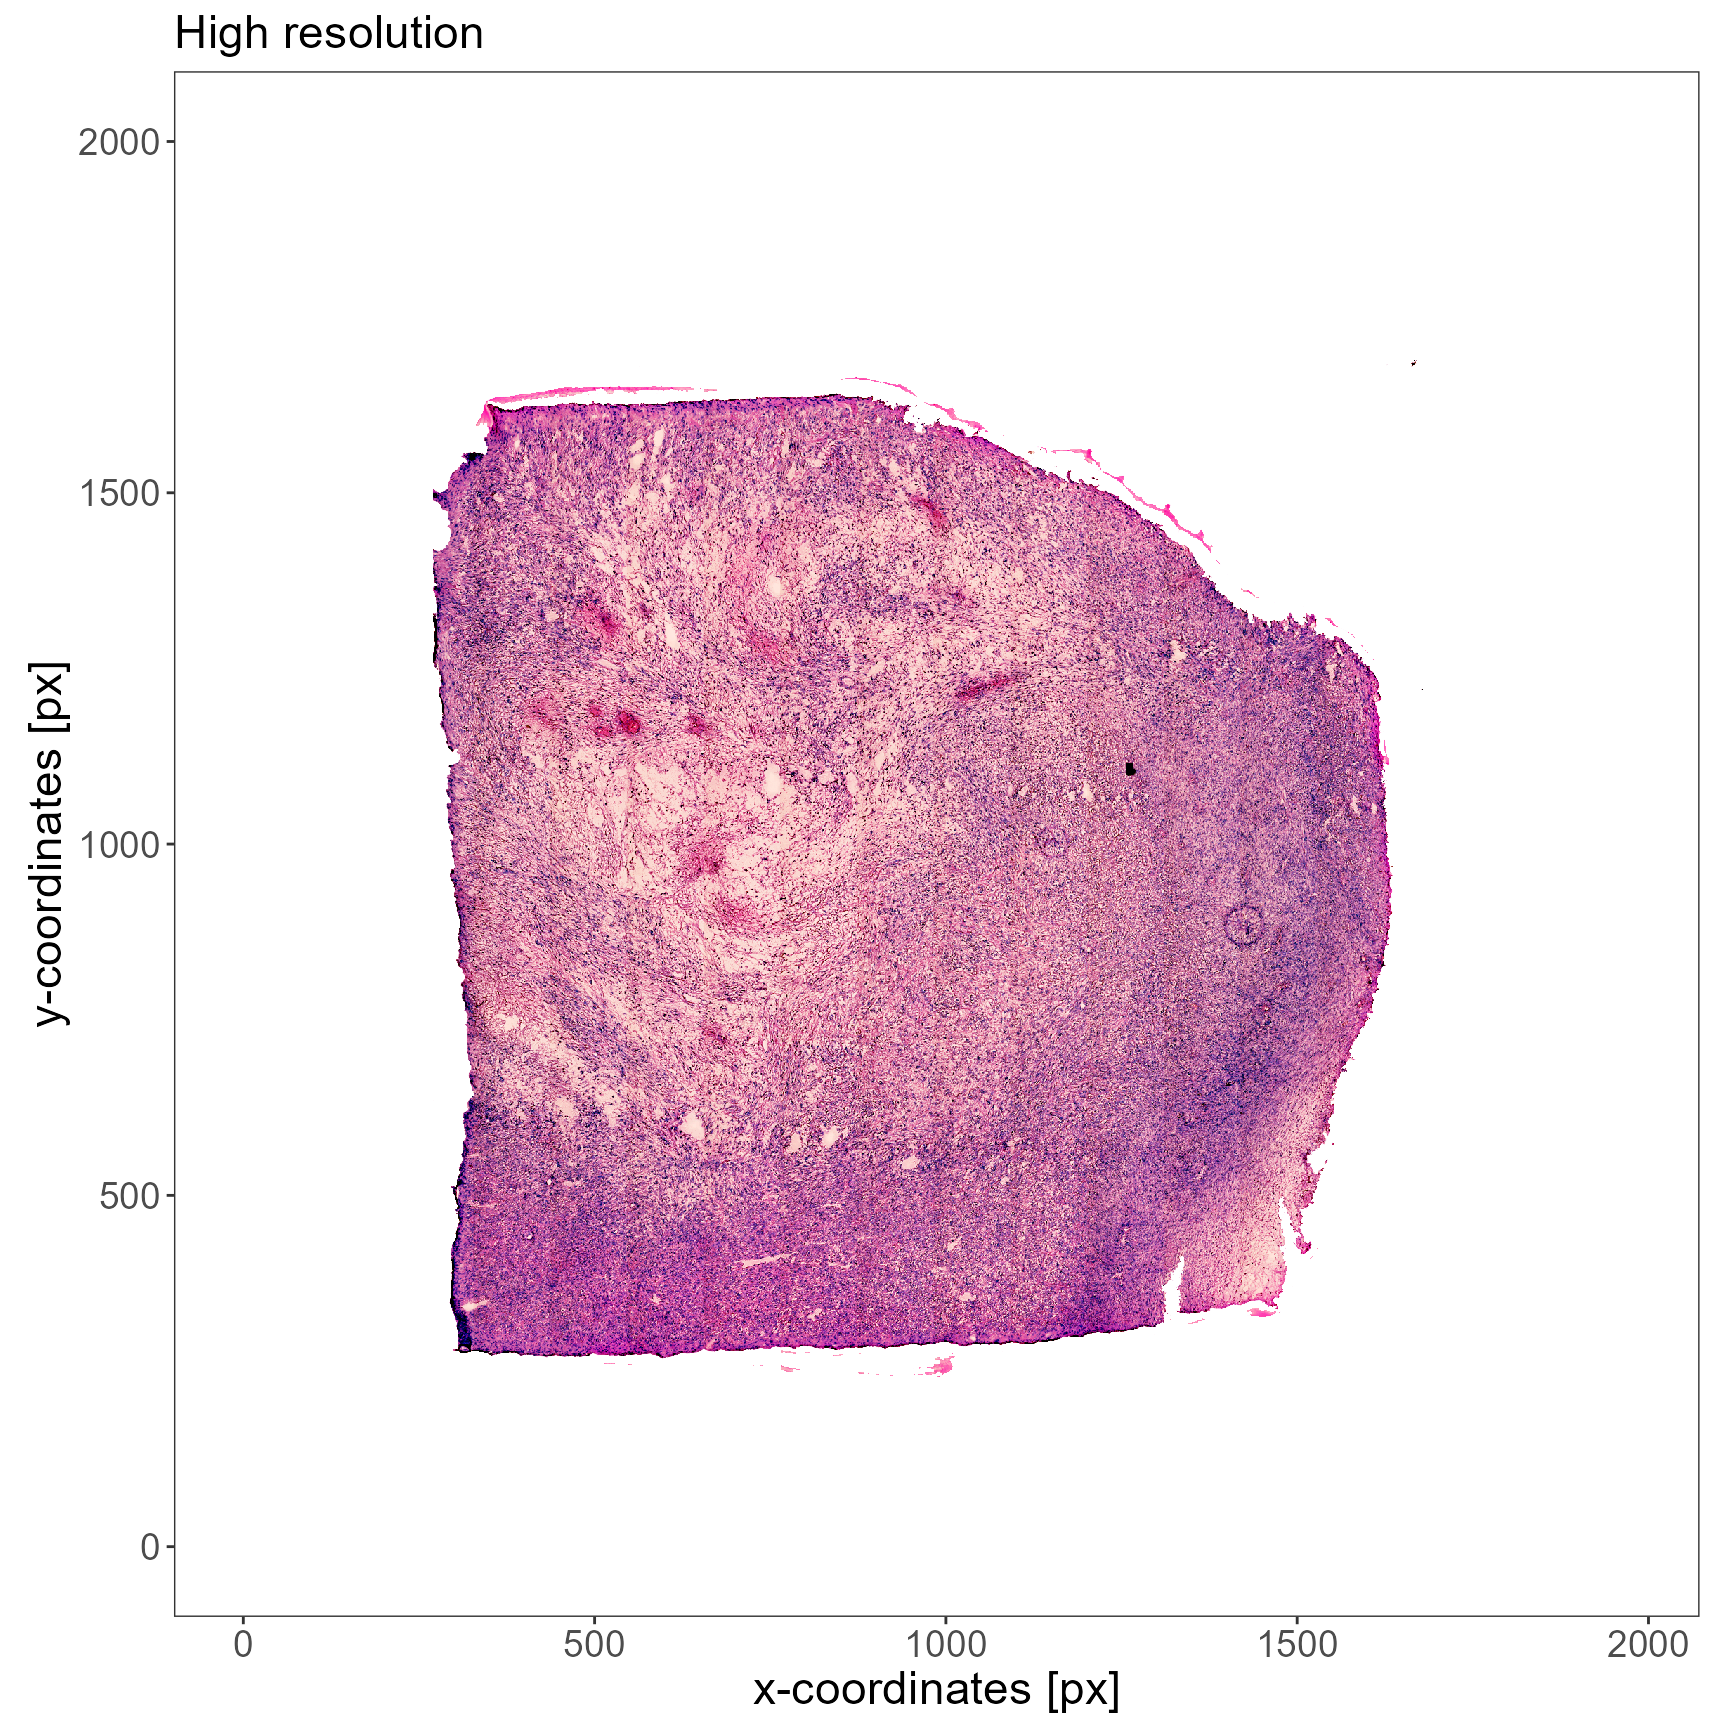 High resolution
2000
1500
1000
500
0
y-coordinates [px]
0 500 1000 1500 2000
x-coordinates [px]